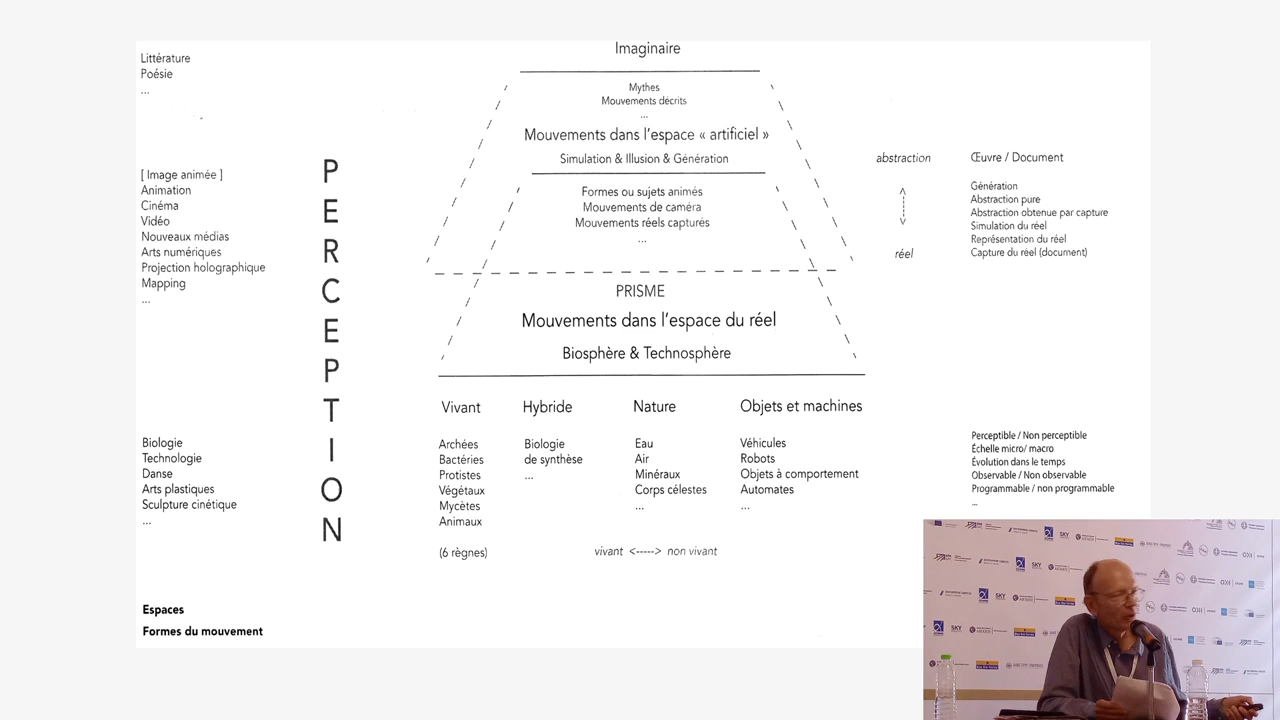 Imaginaire
Littérature
Poésie
...
Mythes
Mouvements décrits
...
Mouvements dans l'espace « artificiel »
Simulation & Illusion & Génération
[ Image animée ]
Animation
Cinéma
Vidéo
Nouveaux médias
Arts numériques
Projection holographique
Mapping
...
PERCEPTION
Formes ou sujets animés
Mouvements de caméra
Mouvements réels capturés
...
abstraction
réel
Œuvre / Document
Génération
Abstraction pure
Abstraction obtenue par capture
Simulation du réel
Représentation du réel
Capture du réel (document)
PRISME
Mouvements dans l'espace du réel
Biosphère & Technosphère
Biologie
Technologie
Danse
Arts plastiques
Sculpture cinétique
...
Vivant
Archées
Bactéries
Protistes
Végétaux
Mycètes
Animaux
(6 règnes)
Hybride
Biologie
de synthèse
...
Nature
Eau
Air
Minéraux
Corps célestes
...
Objets et machines
Véhicules
Robots
Objets à comportement
Automates
...
vivant <-----> non vivant
Perceptible / Non perceptible
Échelle micro/ macro
Évolution dans le temps
Observable / Non observable
Programmable / non programmable
...
Espaces
Formes du mouvement
SKY
SKY
SKY
SKY